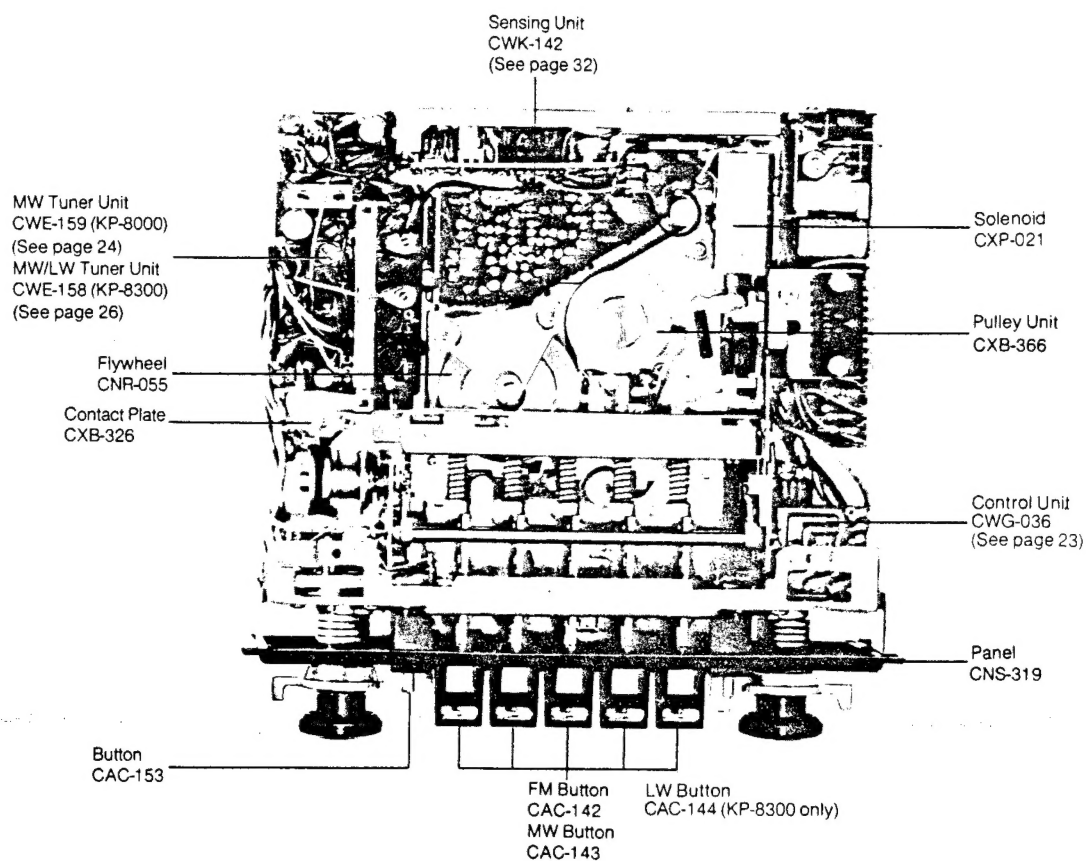 Sensing Unit
CWK-142
(See page 32)
MW Tuner Unit
CWE-159 (KP-8000)
(See page 24)
MW/LW Tuner Unit
CWE-158 (KP-8300)
(See page 26)
Solenoid
CXP-021
Pulley Unit
CXB-366
Flywheel
CNR-055
Contact Plate
CXB-326
Control Unit
CWG-036
(See page 23)
Panel
CNS-319
Button
CAC-153
FM Button
CAC-142
MW Button
CAC-143
LW Button
CAC-144 (KP-8300 only)